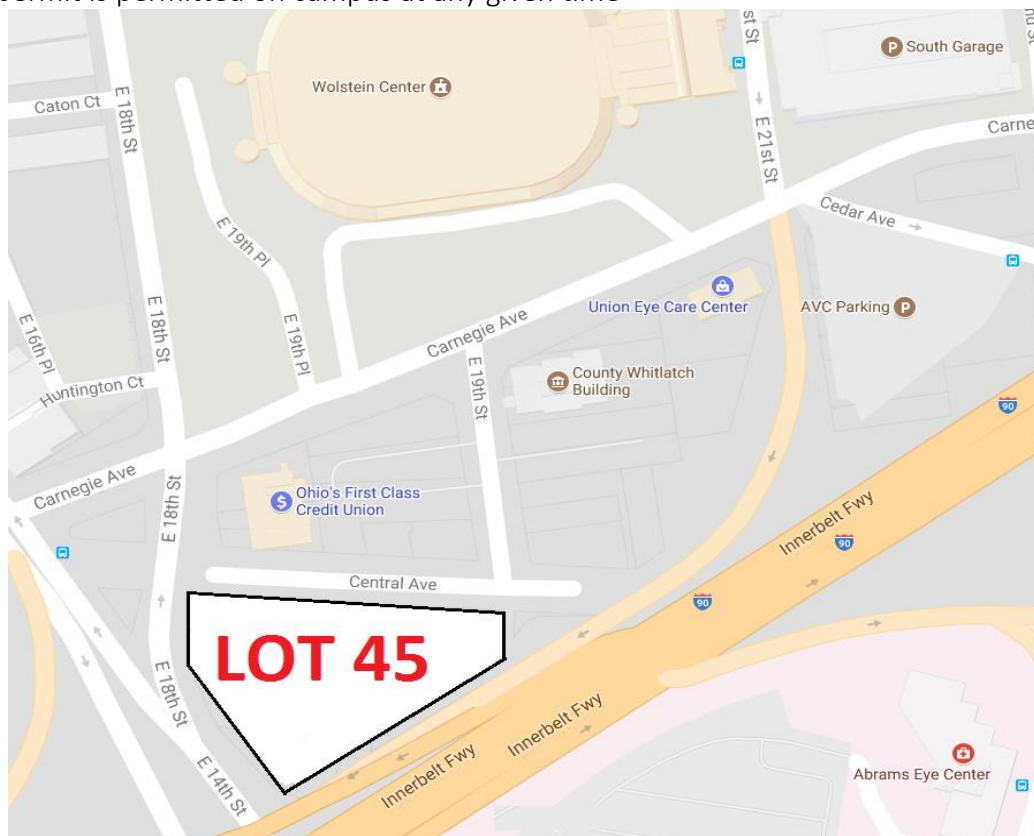 permit is permitted on campus at any given time
South Garage
Wolstein Center
Caton Ct
E 18th St
E 21st St
Carne
Cedar Ave
E 19th Pl
Union Eye Care Center
AVC Parking
E 16th Pl
E 18th St
E 19th Pl
Carnegie Ave
E 19th St
County Whitlatch
Building
Huntington Ct
90
Carnegie Ave
Ohio's First Class
Credit Union
E 18th St
Innerbelt Fwy
90
Central Ave
90
LOT 45
E 18th St
Innerbelt Fwy
Innerbelt Fwy
E 14th St
Abrams Eye Center